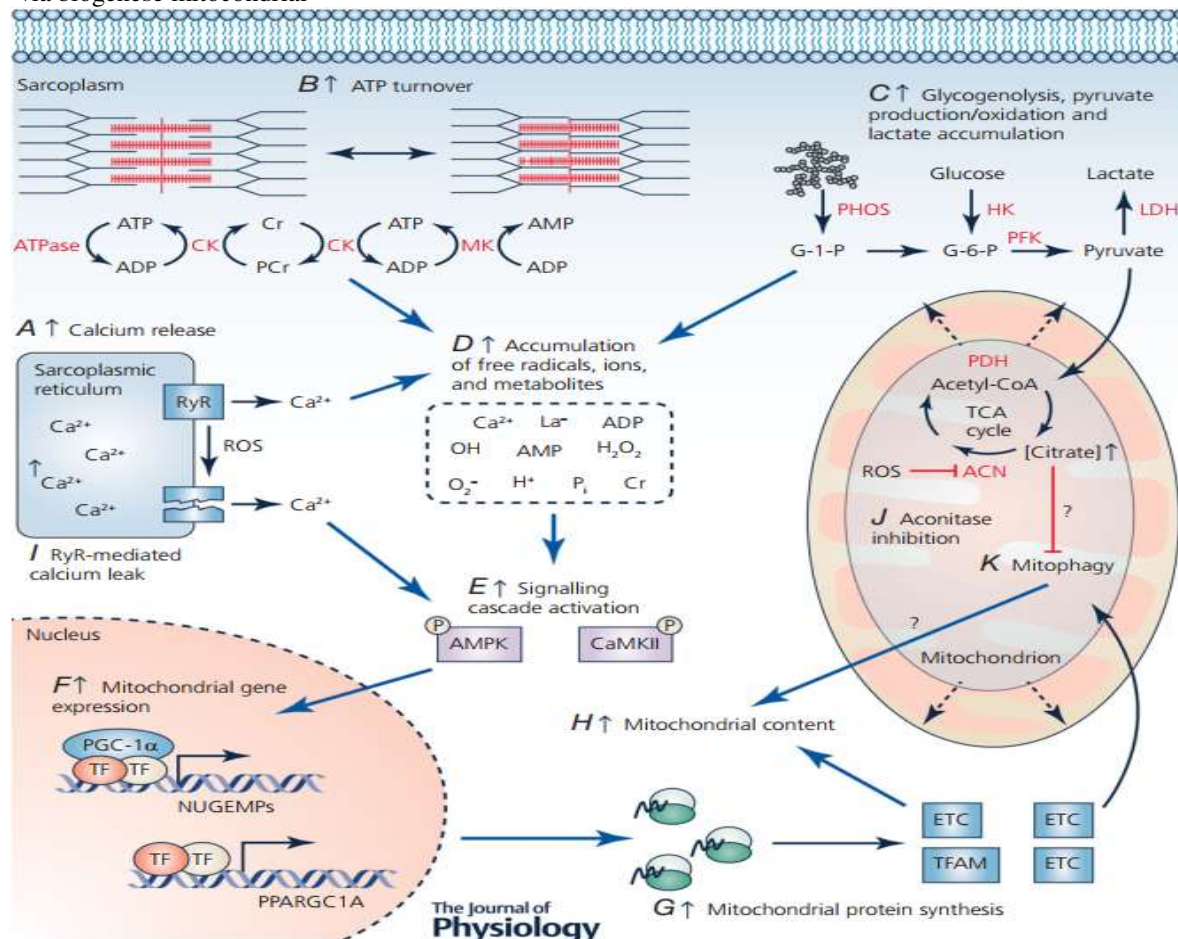 via biogênese mitocondrial
Sarcoplasm
B ↑ ATP turnover
C ↑ Glycogenolysis, pyruvate
production/oxidation and
lactate accumulation
Glucose
Lactate
PHOS
HK
LDH
G-1-P
G-6-P
PFK
Pyruvate
ATP
Cr
ATP
AMP
ATPase
CK
CK
MK
ADP
PCr
ADP
ADP
A ↑ Calcium release
Sarcoplasmic
reticulum
RyR
Ca²⁺
Ca²⁺
Ca²⁺
ROS
↑
Ca²⁺
Ca²⁺
Ca²⁺
I RyR-mediated
calcium leak
D ↑ Accumulation
of free radicals, ions,
and metabolites
Ca²⁺ La⁻ ADP
OH AMP H₂O₂
O₂⁻ H⁺ Pᵢ Cr
PDH
Acetyl-CoA
TCA
cycle
[Citrate]↑
ROS
ACN
?
J Aconitase
inhibition
K Mitophagy
?
Mitochondrion
E ↑ Signalling
cascade activation
P
AMPK
P
CaMKII
Nucleus
F↑ Mitochondrial gene
expression
PGC-1α
TF TF
NUGEMPs
TF TF
PPARGC1A
H ↑ Mitochondrial content
ETC
ETC
TFAM
ETC
G ↑ Mitochondrial protein synthesis
The Journal of
Physiology